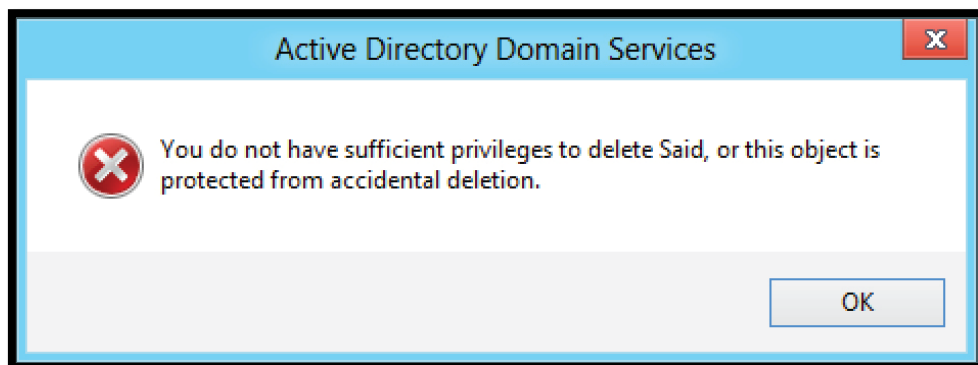 Active Directory Domain Services
You do not have sufficient privileges to delete Said, or this object is
protected from accidental deletion.
OK